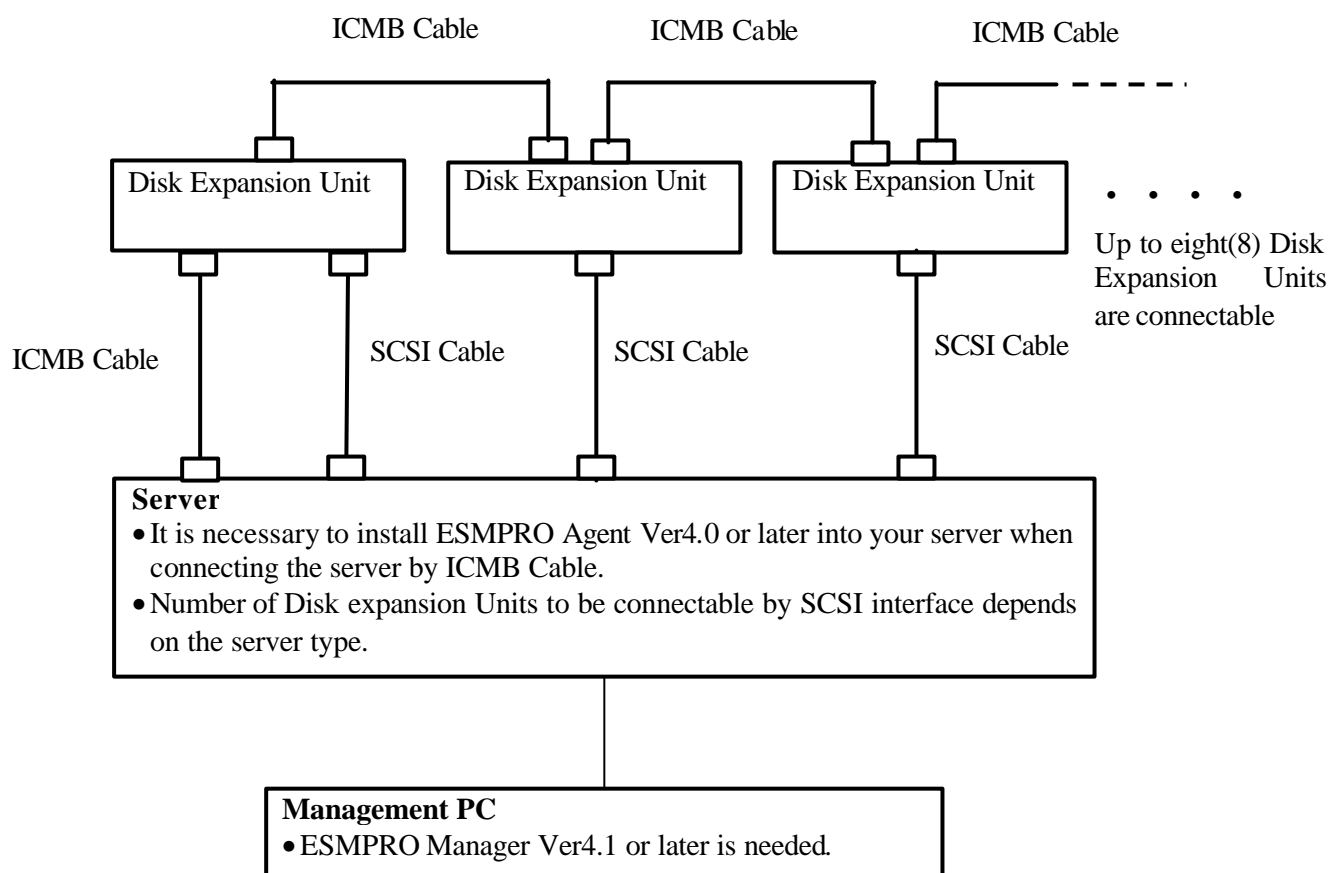 ICMB Cable
ICMB Cable
ICMB Cable
Disk Expansion Unit
Disk Expansion Unit
Disk Expansion Unit
. . . .
Up to eight(8) Disk
Expansion Units
are connectable
ICMB Cable
SCSI Cable
SCSI Cable
SCSI Cable
Server
• It is necessary to install ESMPRO Agent Ver4.0 or later into your server when
connecting the server by ICMB Cable.
• Number of Disk expansion Units to be connectable by SCSI interface depends
on the server type.
Management PC
• ESMPRO Manager Ver4.1 or later is needed.